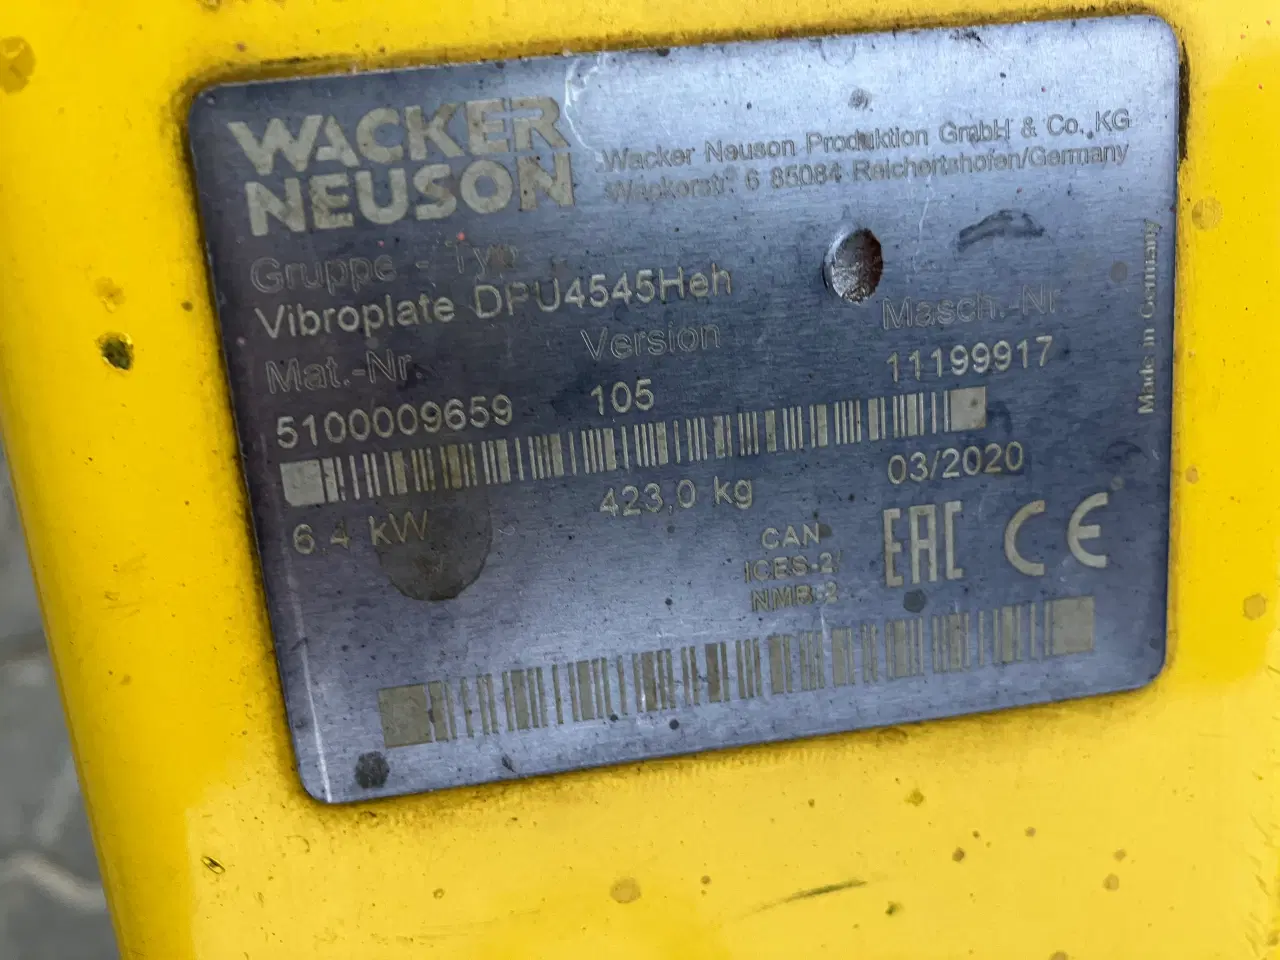 WACKER
NEUSON
Wacker Neuson Produktion GmbH & Co. KG
Wackerstr. 6 85084 Reichertshofen/Germany
Gruppe - Typ
Vibroplate DPU4545Heh
Mat.-Nr. Version Masch.-Nr
5100009659 105 11199917
6,4 kW 423,0 kg 03/2020
CAN
ICES-2/
NMB-2
EAC CE
Made in Germany